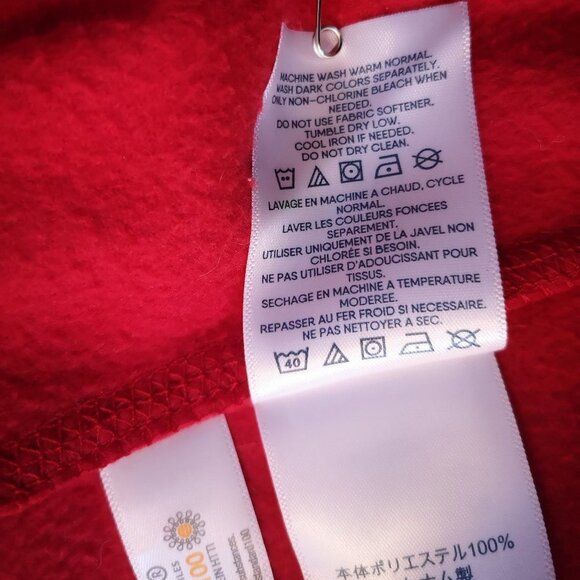 MACHINE WASH WARM NORMAL.
WASH DARK COLORS SEPARATELY.
ONLY NON-CHLORINE BLEACH WHEN
NEEDED.
DO NOT USE FABRIC SOFTENER.
TUMBLE DRY LOW.
COOL IRON IF NEEDED.
DO NOT DRY CLEAN.
LAVAGE EN MACHINE A CHAUD, CYCLE
NORMAL.
LAVER LES COULEURS FONCEES
SEPAREMENT.
UTILISER UNIQUEMENT DE LA JAVEL NON
CHLORÉE SI BESOIN.
NE PAS UTILISER D'ADOUCISSANT POUR
TISSUS.
SECHAGE EN MACHINE A TEMPERATURE
MODEREE.
REPASSER AU FER FROID SI NECESSAIRE.
NE PAS NETTOYER A SEC.
40
本体ポリエステル100%
®
00